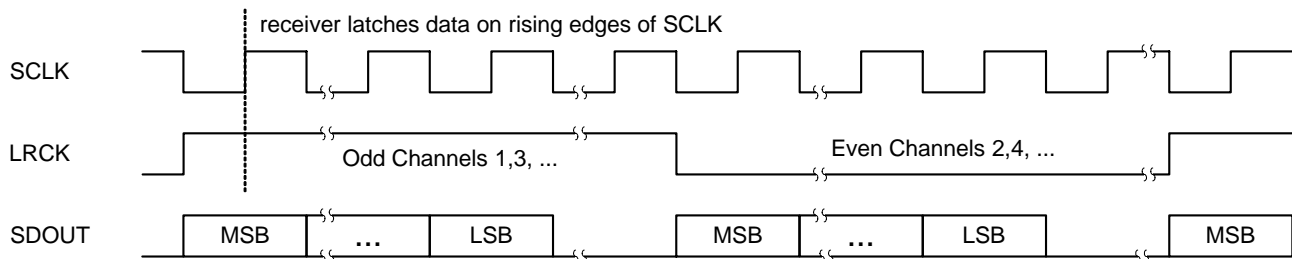 receiver latches data on rising edges of SCLK
SCLK
LRCK
Odd Channels 1,3, ...
Even Channels 2,4, ...
SDOUT
MSB
...
LSB
MSB
...
LSB
MSB